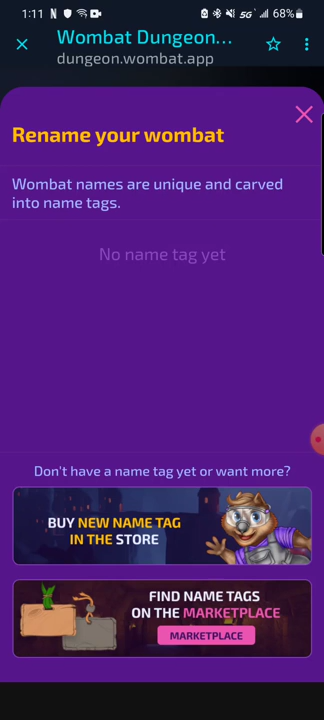 1:11 N 5G 68%
Wombat Dungeon...
dungeon.wombat.app
Rename your wombat
Wombat names are unique and carved
into name tags.
No name tag yet
Don't have a name tag yet or want more?
BUY NEW NAME TAG
IN THE STORE
FIND NAME TAGS
ON THE MARKETPLACE
MARKETPLACE